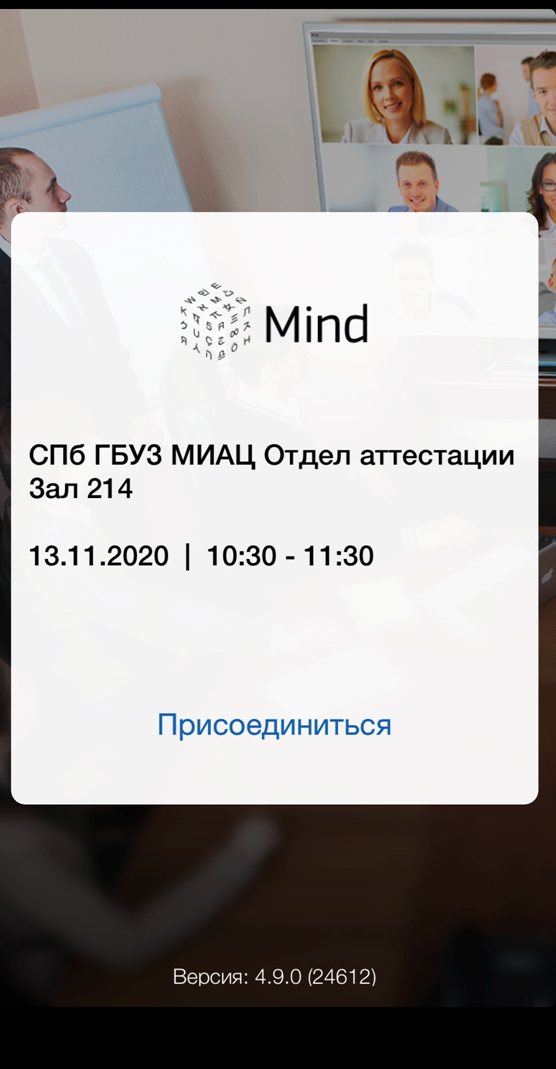 Mind
СПб ГБУЗ МИАЦ Отдел аттестации
Зал 214
13.11.2020 | 10:30 - 11:30
Присоединиться
Версия: 4.9.0 (24612)